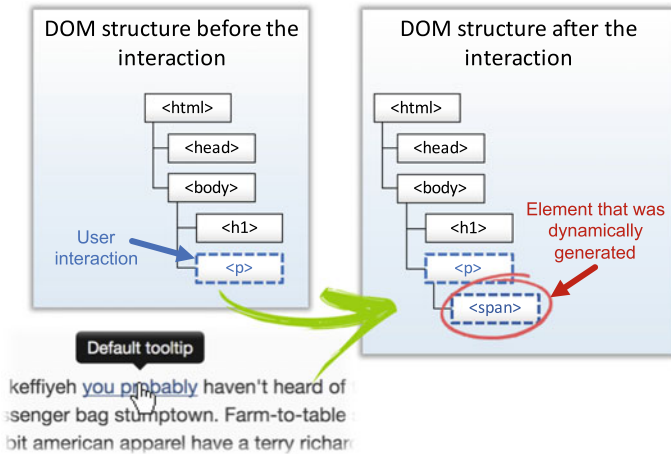 DOM structure before the
interaction
<html>
<head>
<body>
<h1>
<p>
User
interaction
DOM structure after the
interaction
<html>
<head>
<body>
<h1>
<p>
<span>
Element that was
dynamically
generated
Default tooltip
keffiyeh you probably haven't heard of
ssenger bag stumptown. Farm-to-table
bit american apparel have a terry richar